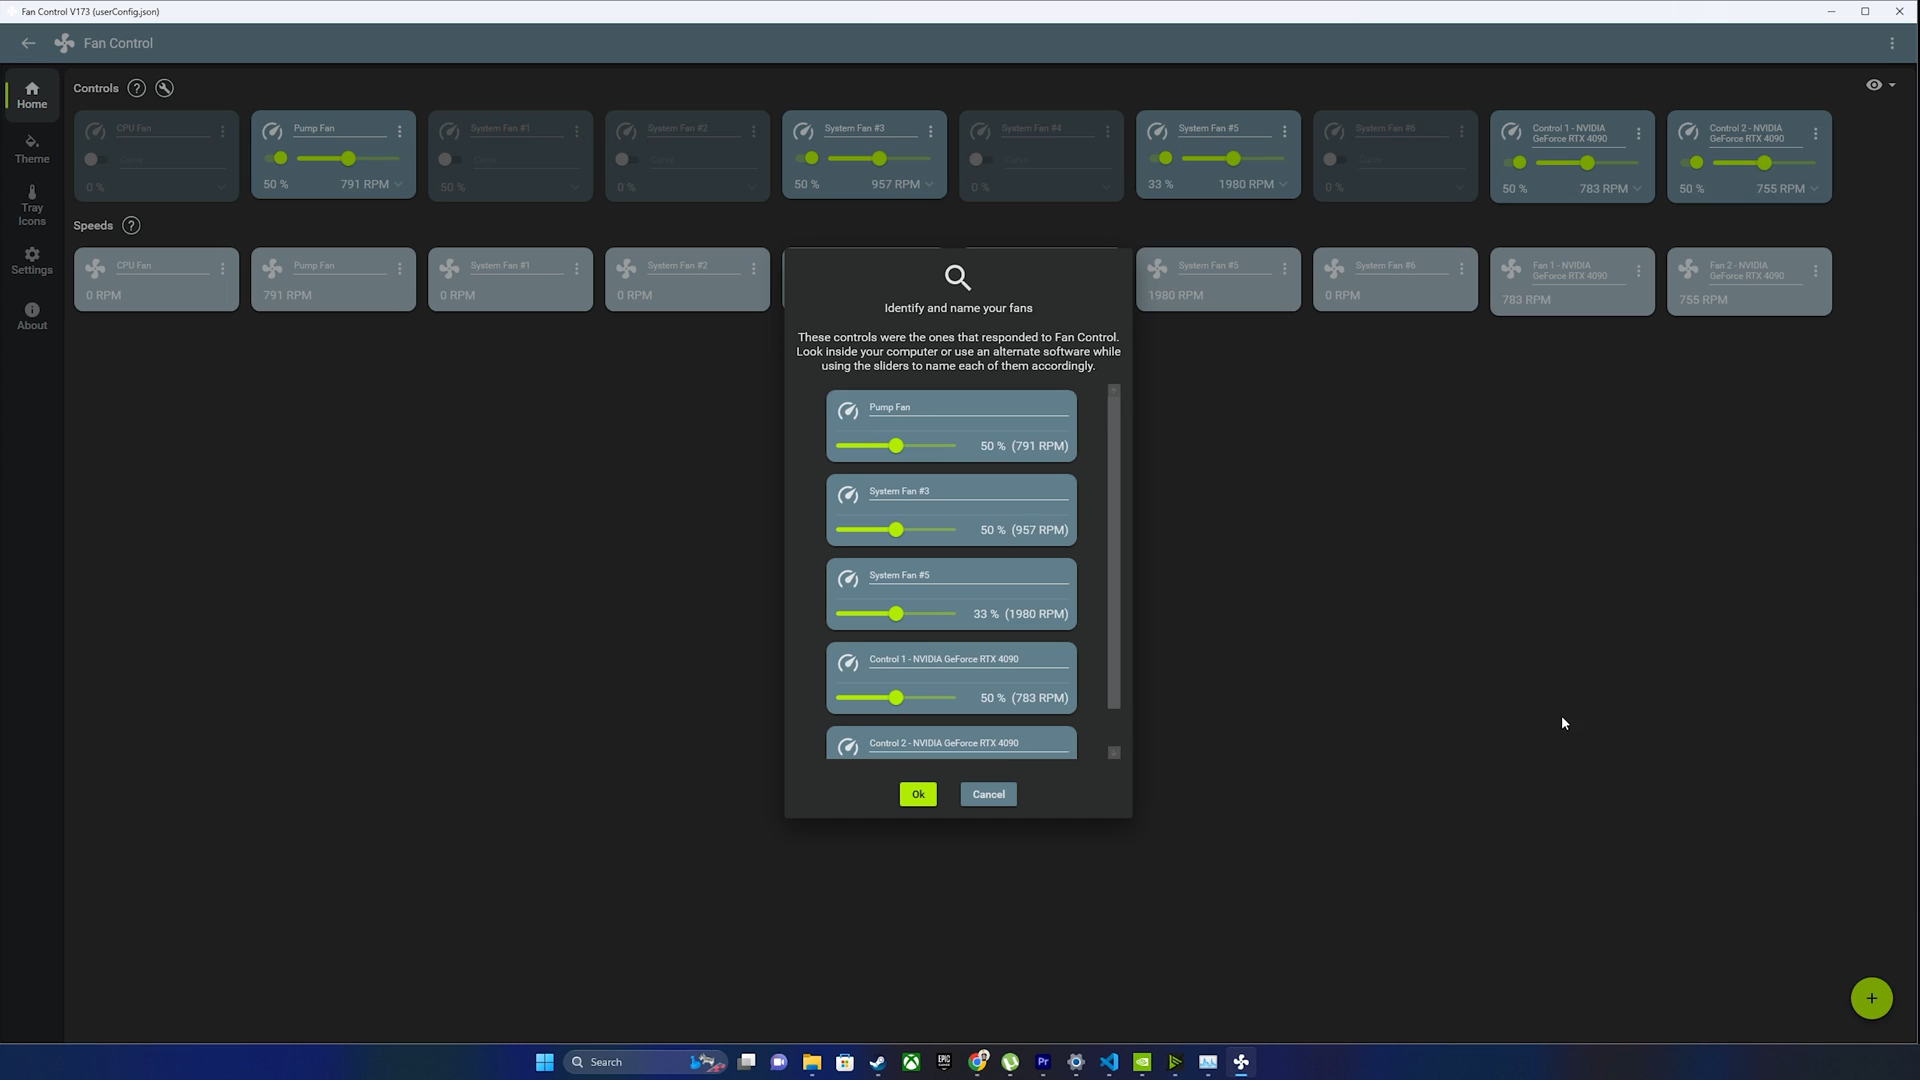 Fan Control V173 (userConfig.json)
Fan Control
Home
Theme
Tray
Icons
Settings
About
Controls ?
CPU Fan
Curve
0 %
Pump Fan
50 % 791 RPM
System Fan #1
Curve
50 %
System Fan #2
Curve
0 %
System Fan #3
50 % 957 RPM
System Fan #4
Curve
0 %
System Fan #5
33 % 1980 RPM
System Fan #6
Curve
0 %
Control 1 - NVIDIA
GeForce RTX 4090
50 % 783 RPM
Control 2 - NVIDIA
GeForce RTX 4090
50 % 755 RPM
Speeds ?
CPU Fan
0 RPM
Pump Fan
791 RPM
System Fan #1
0 RPM
System Fan #2
0 RPM
System Fan #5
1980 RPM
System Fan #6
0 RPM
Fan 1 - NVIDIA
GeForce RTX 4090
783 RPM
Fan 2 - NVIDIA
GeForce RTX 4090
755 RPM
Identify and name your fans
These controls were the ones that responded to Fan Control.
Look inside your computer or use an alternate software while
using the sliders to name each of them accordingly.
Pump Fan
50 % (791 RPM)
System Fan #3
50 % (957 RPM)
System Fan #5
33 % (1980 RPM)
Control 1 - NVIDIA GeForce RTX 4090
50 % (783 RPM)
Control 2 - NVIDIA GeForce RTX 4090
Ok
Cancel
Search
EPIC
Pr